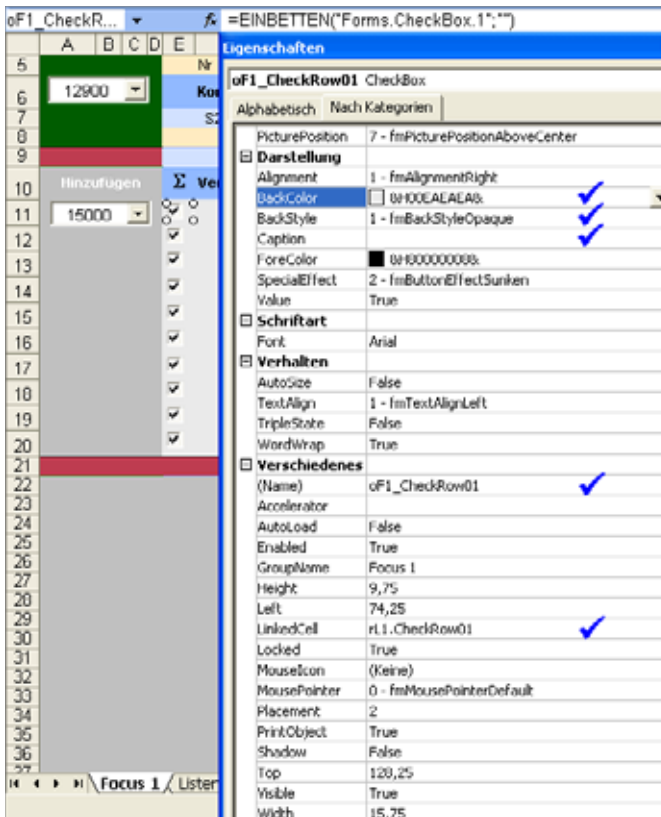 oF1_CheckR... fx =EINBETTEN("Forms.CheckBox.1";"")
A B C D E
Eigenschaften
oF1_CheckRow01 CheckBox
Alphabetisch Nach Kategorien
5 Nr
6 12900
7
8
9
10 Hinzufügen Σ
11 15000
12
13
14
15
16
17
18
19
20
21
22
23
24
25
26
27
28
29
30
31
32
33
34
35
36
37
Focus 1 Lister
PicturePosition 7 - fmPicturePositionAboveCenter
Darstellung
Alignment 1 - fmAlignmentRight
BackColor &H00EAEAEA&
BackStyle 1 - fmBackStyleOpaque
Caption
ForeColor &H80000008&
SpecialEffect 2 - fmButtonEffectSunken
Value True
Schriftart
Font Arial
Verhalten
AutoSize False
TextAlign 1 - fmTextAlignLeft
TripleState False
WordWrap True
Verschiedenes
(Name) oF1_CheckRow01
Accelerator
AutoLoad False
Enabled True
GroupName Focus 1
Height 9,75
Left 74,25
LinkedCell rL1.CheckRow01
Locked True
MouseIcon (Keine)
MousePointer 0 - fmMousePointerDefault
Placement 2
PrintObject True
Shadow False
Top 128,25
Visible True
Width 15,75